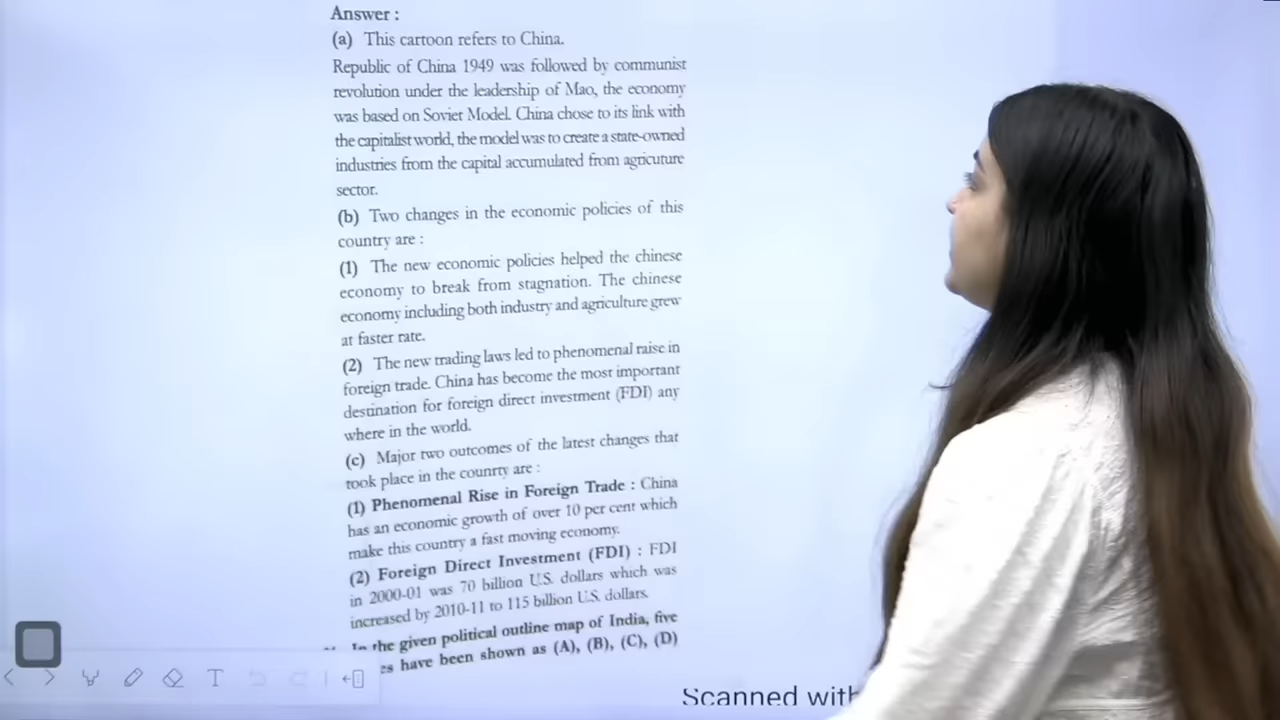 Answer :
(a) This cartoon refers to China.
Republic of China 1949 was followed by communist
revolution under the leadership of Mao, the economy
was based on Soviet Model. China chose to its link with
the capitalist world, the model was to create a state-owned
industries from the capital accumulated from agricuture
sector.
(b) Two changes in the economic policies of this
country are :
(1) The new economic policies helped the chinese
economy to break from stagnation. The chinese
economy including both industry and agriculture grew
at faster rate.
(2) The new trading laws led to phenomenal raise in
foreign trade. China has become the most important
destination for foreign direct investment (FDI) any
where in the world.
(c) Major two outcomes of the latest changes that
took place in the counrty are :
(1) Phenomenal Rise in Foreign Trade : China
has an economic growth of over 10 per cent which
make this country a fast moving economy.
(2) Foreign Direct Investment (FDI) : FDI
in 2000-01 was 70 billion U.S. dollars which was
increased by 2010-11 to 115 billion U.S. dollars.
In the given political outline map of India, five
have been shown as (A), (B), (C), (D)
T
Scanned with